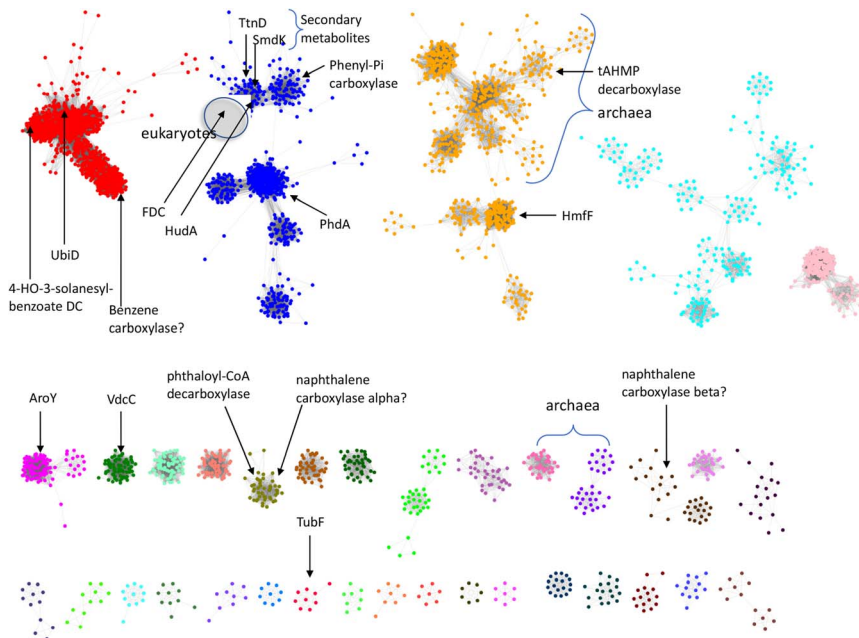 TtnD
SmdK
Secondary
metabolites
Phenyl-Pi
carboxylase
eukaryotes
FDC
HudA
PhdA
UbiD
4-HO-3-solanesyl-
benzoate DC
Benzene
carboxylase?
tAHMP
decarboxylase
archaea
HmfF
AroY
VdcC
phthaloyl-CoA
decarboxylase
naphthalene
carboxylase alpha?
archaea
naphthalene
carboxylase beta?
TubF